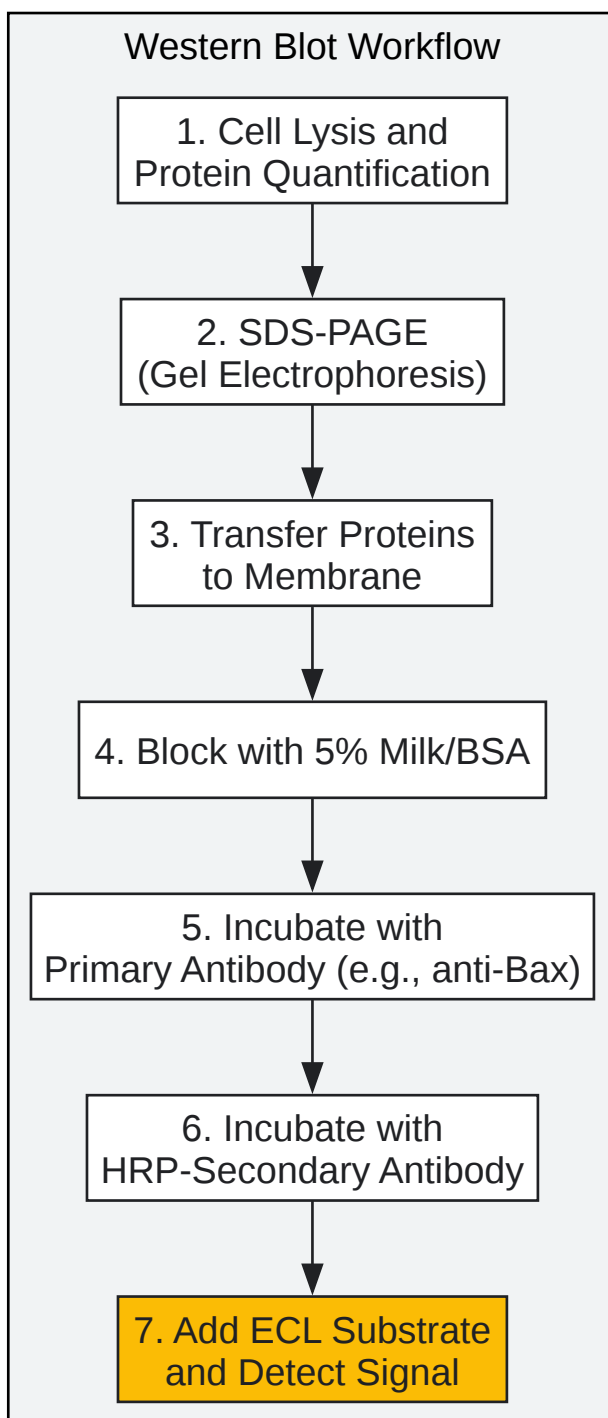 Western Blot Workflow
1. Cell Lysis and
Protein Quantification
2. SDS-PAGE
(Gel Electrophoresis)
3. Transfer Proteins
to Membrane
4. Block with 5% Milk/BSA
5. Incubate with
Primary Antibody (e.g., anti-Bax)
6. Incubate with
HRP-Secondary Antibody
7. Add ECL Substrate
and Detect Signal